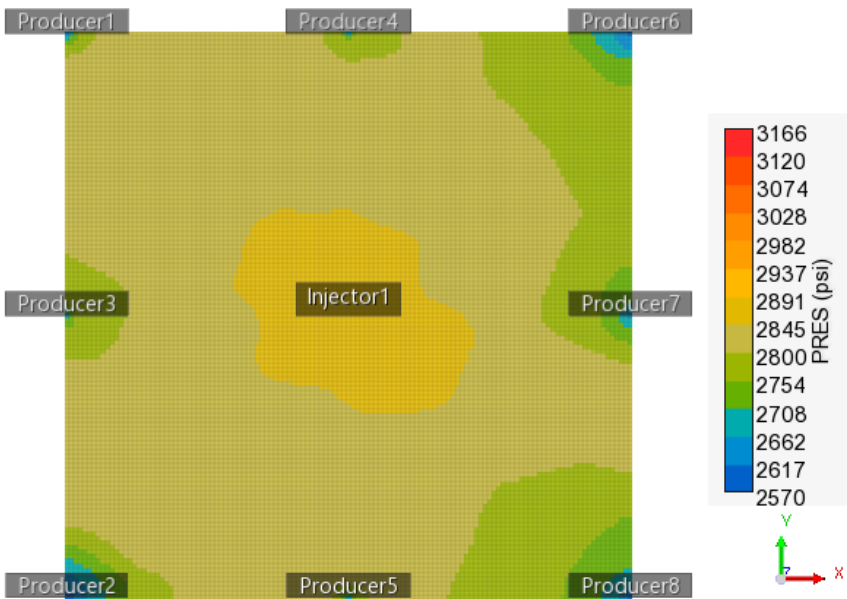 Producer1
Producer4
Producer6
Producer3
Injector1
Producer7
Producer2
Producer5
Producer8
3166
3120
3074
3028
2982
2937
2891
2845
2800
2754
2708
2662
2617
2570
PRES (psi)
Y
Z
X